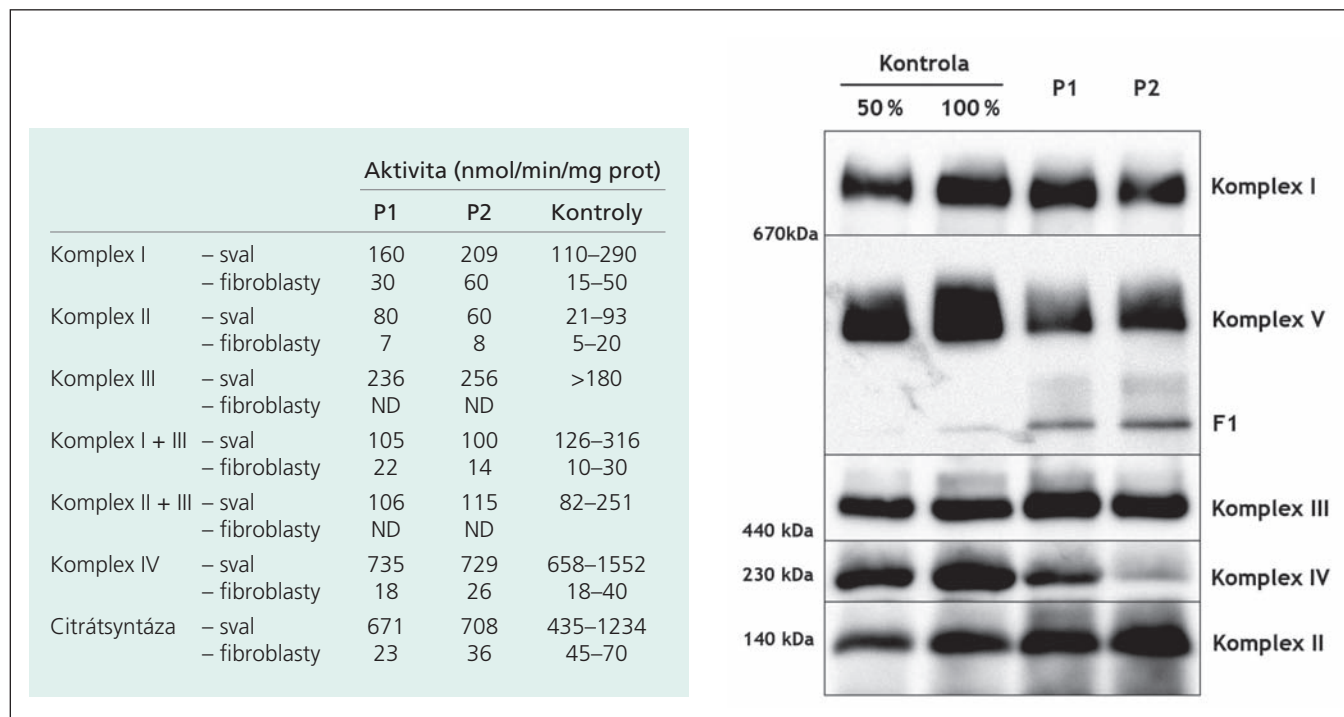 Aktivita (nmol/min/mg prot)
P1 P2 Kontroly
Komplex I – sval 160 209 110–290
– fibroblasty 30 60 15–50
Komplex II – sval 80 60 21–93
– fibroblasty 7 8 5–20
Komplex III – sval 236 256 >180
– fibroblasty ND ND
Komplex I + III – sval 105 100 126–316
– fibroblasty 22 14 10–30
Komplex II + III – sval 106 115 82–251
– fibroblasty ND ND
Komplex IV – sval 735 729 658–1552
– fibroblasty 18 26 18–40
Citrátsyntáza – sval 671 708 435–1234
– fibroblasty 23 36 45–70
Kontrola P1 P2
50 % 100 %
Komplex I
670kDa
Komplex V
F1
Komplex III
440 kDa
230 kDa Komplex IV
140 kDa Komplex II